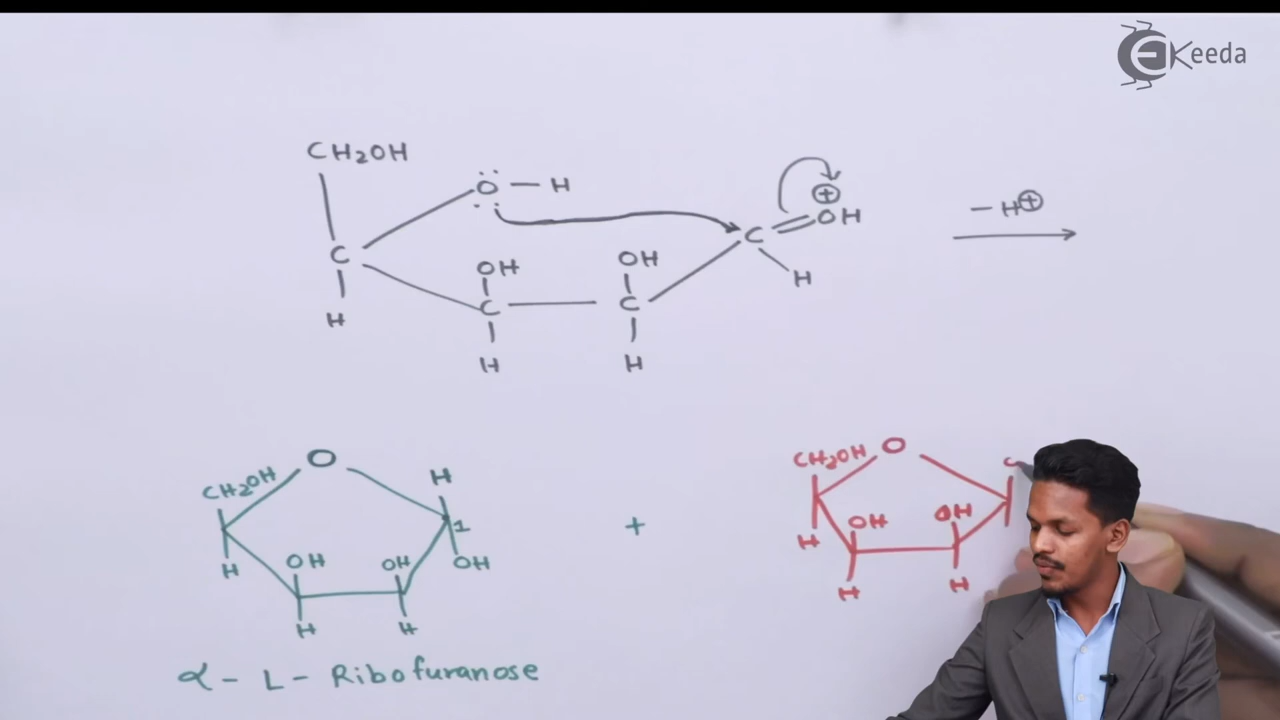 EKeeda
CH2OH
Ö — H
⊕
C = OH
− H⊕
OH
OH
C
C
C
H
H
H
H
CH2OH
O
H
1
OH
H
OH
OH
H
H
+
CH2OH
O
OH
OH
H
H
H
α - L - Ribofuranose